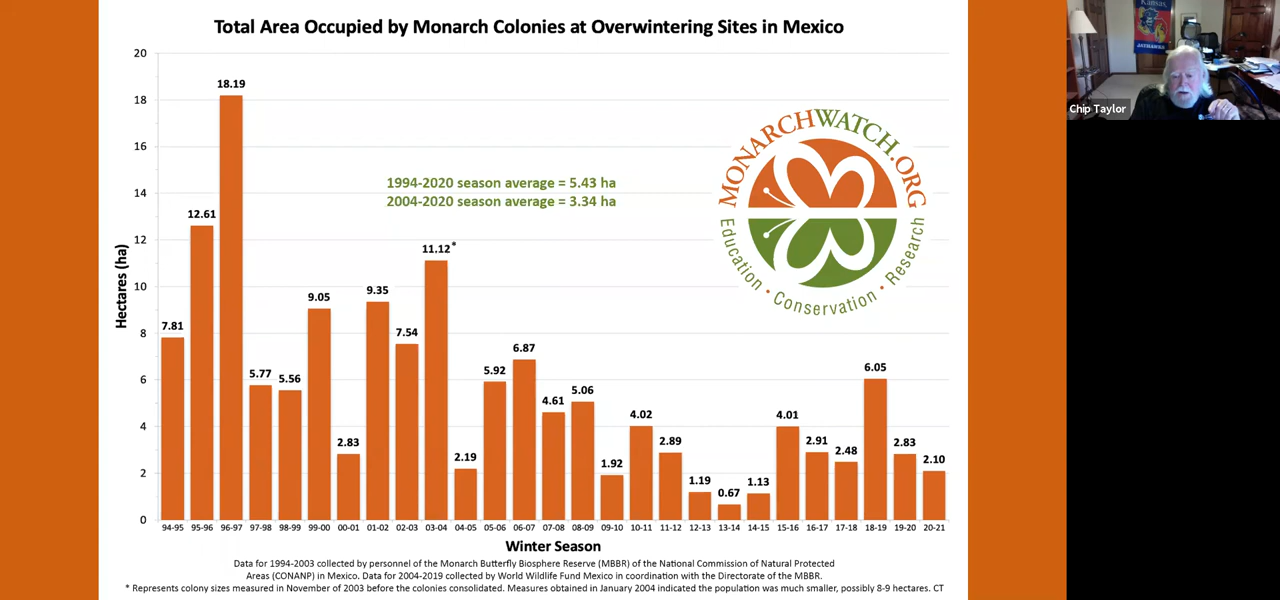 Total Area Occupied by Monarch Colonies at Overwintering Sites in Mexico
20
18
16
14
12
10
8
6
4
2
0
Hectares (ha)
7.81
12.61
18.19
5.77
5.56
9.05
2.83
9.35
7.54
11.12*
2.19
5.92
6.87
4.61
5.06
1.92
4.02
2.89
1.19
0.67
1.13
4.01
2.91
2.48
6.05
2.83
2.10
1994-2020 season average = 5.43 ha
2004-2020 season average = 3.34 ha
MONARCHWATCH.ORG
Education • Conservation • Research
94-95 95-96 96-97 97-98 98-99 99-00 00-01 01-02 02-03 03-04 04-05 05-06 06-07 07-08 08-09 09-10 10-11 11-12 12-13 13-14 14-15 15-16 16-17 17-18 18-19 19-20 20-21
Winter Season
Data for 1994-2003 collected by personnel of the Monarch Butterfly Biosphere Reserve (MBBR) of the National Commission of Natural Protected
Areas (CONANP) in Mexico. Data for 2004-2019 collected by World Wildlife Fund Mexico in coordination with the Directorate of the MBBR.
* Represents colony sizes measured in November of 2003 before the colonies consolidated. Measures obtained in January 2004 indicated the population was much smaller, possibly 8-9 hectares. CT
Kansas
JAYHAWKS
Chip Taylor